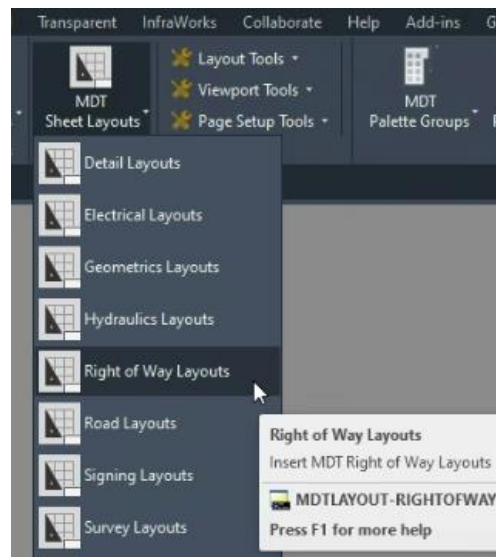 Transparent InfraWorks Collaborate Help Add-ins
MDT
Sheet Layouts
Layout Tools
Viewport Tools
Page Setup Tools
MDT
Palette Groups
Detail Layouts
Electrical Layouts
Geometrics Layouts
Hydraulics Layouts
Right of Way Layouts
Road Layouts
Signing Layouts
Survey Layouts
Right of Way Layouts
Insert MDT Right of Way Layouts
MDTLAYOUT-RIGHTOFWAY
Press F1 for more help